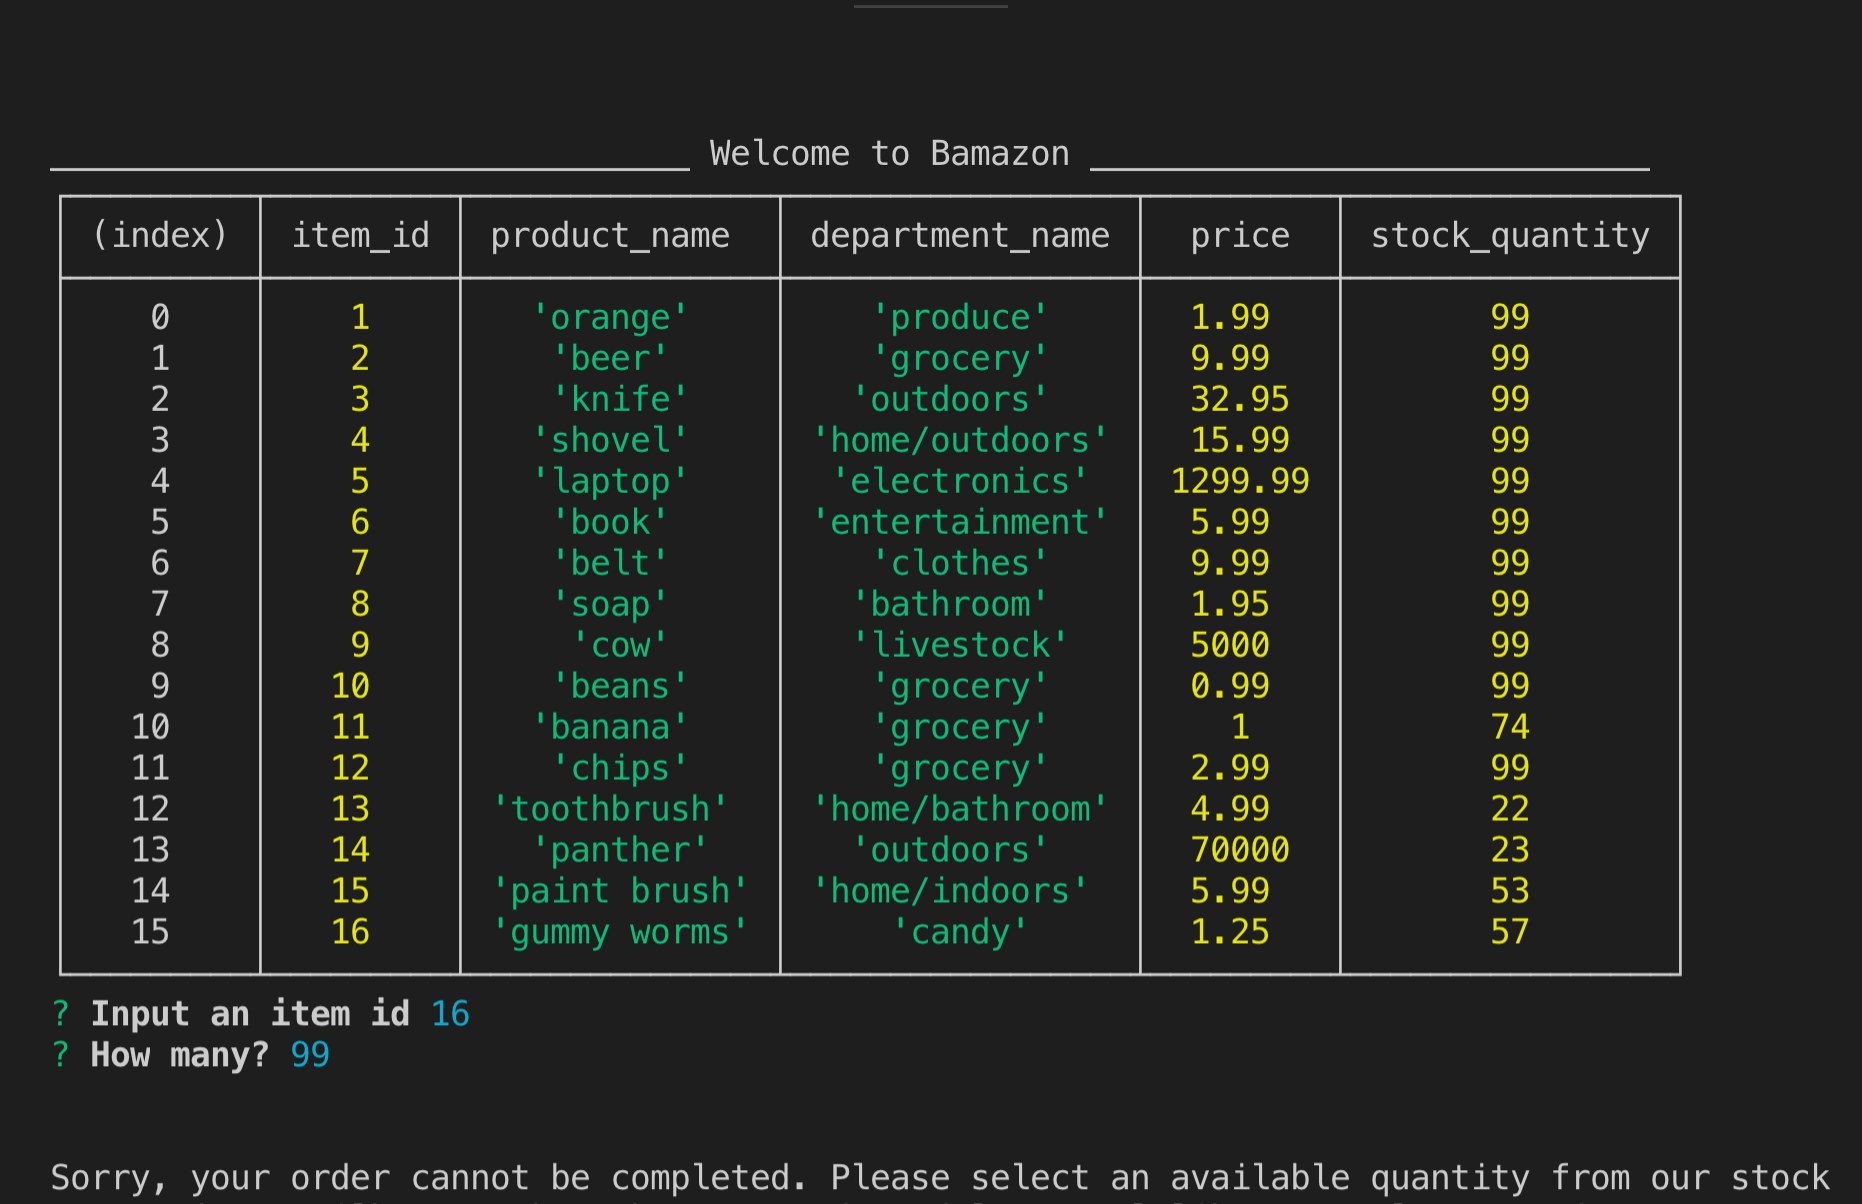 Welcome to Bamazon
(index) item_id product_name department_name price stock_quantity
0 1 'orange' 'produce' 1.99 99
1 2 'beer' 'grocery' 9.99 99
2 3 'knife' 'outdoors' 32.95 99
3 4 'shovel' 'home/outdoors' 15.99 99
4 5 'laptop' 'electronics' 1299.99 99
5 6 'book' 'entertainment' 5.99 99
6 7 'belt' 'clothes' 9.99 99
7 8 'soap' 'bathroom' 1.95 99
8 9 'cow' 'livestock' 5000 99
9 10 'beans' 'grocery' 0.99 99
10 11 'banana' 'grocery' 1 74
11 12 'chips' 'grocery' 2.99 99
12 13 'toothbrush' 'home/bathroom' 4.99 22
13 14 'panther' 'outdoors' 70000 23
14 15 'paint brush' 'home/indoors' 5.99 53
15 16 'gummy worms' 'candy' 1.25 57
? Input an item id 16
? How many? 99
Sorry, your order cannot be completed. Please select an available quantity from our stock